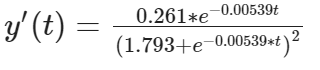 y′(t) = 0.261*e^{−0.00539t} / (1.793+e^{−0.00539*t})^2